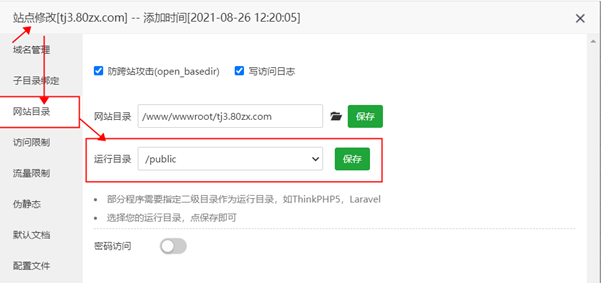 站点修改[tj3.80zx.com] -- 添加时间[2021-08-26 12:20:05]
域名管理
子目录绑定
网站目录
访问限制
流量限制
伪静态
默认文档
配置文件
防跨站攻击(open_basedir) 写访问日志
网站目录 /www/wwwroot/tj3.80zx.com 保存
运行目录 /public 保存
部分程序需要指定二级目录作为运行目录，如ThinkPHP5，Laravel
选择您的运行目录，点保存即可
密码访问